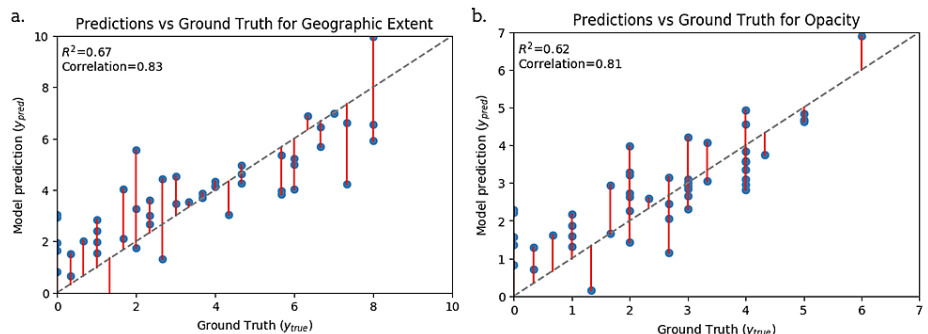 a.
Predictions vs Ground Truth for Geographic Extent
R²=0.67
Correlation=0.83
Model prediction (y_pred)
10
8
6
4
2
0
0 2 4 6 8 10
Ground Truth (y_true)
b.
Predictions vs Ground Truth for Opacity
R²=0.62
Correlation=0.81
Model prediction (y_pred)
7
6
5
4
3
2
1
0
0 1 2 3 4 5 6 7
Ground Truth (y_true)